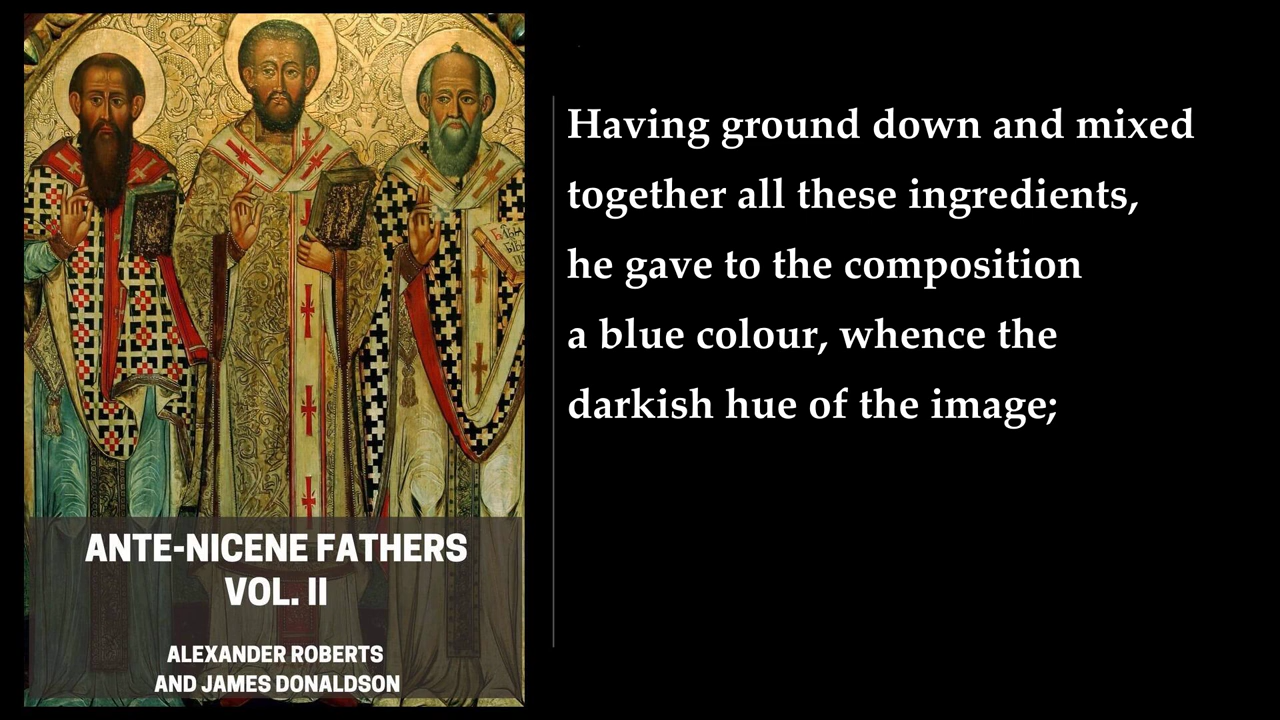 ANTE-NICENE FATHERS
VOL. II
ALEXANDER ROBERTS
AND JAMES DONALDSON
Having ground down and mixed
together all these ingredients,
he gave to the composition
a blue colour, whence the
darkish hue of the image;